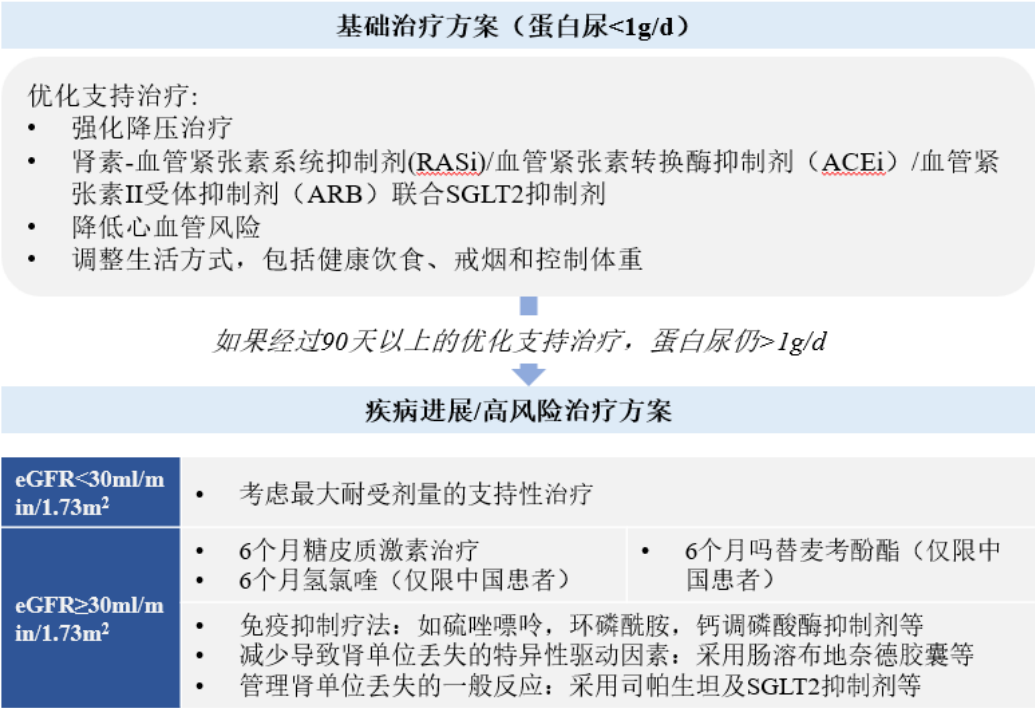 基础治疗方案（蛋白尿<1g/d）
优化支持治疗:
• 强化降压治疗
• 肾素-血管紧张素系统抑制剂(RASi)/血管紧张素转换酶抑制剂（ACEi）/血管紧
张素II受体抑制剂（ARB）联合SGLT2抑制剂
• 降低心血管风险
• 调整生活方式，包括健康饮食、戒烟和控制体重
如果经过90天以上的优化支持治疗，蛋白尿仍>1g/d
疾病进展/高风险治疗方案
eGFR<30ml/m
in/1.73m²
• 考虑最大耐受剂量的支持性治疗
eGFR≥30ml/m
in/1.73m²
• 6个月糖皮质激素治疗
• 6个月氢氯喹（仅限中国患者）
• 6个月吗替麦考酚酯（仅限中
国患者）
• 免疫抑制疗法：如硫唑嘌呤，环磷酰胺，钙调磷酸酶抑制剂等
• 减少导致肾单位丢失的特异性驱动因素：采用肠溶布地奈德胶囊等
• 管理肾单位丢失的一般反应：采用司帕生坦及SGLT2抑制剂等